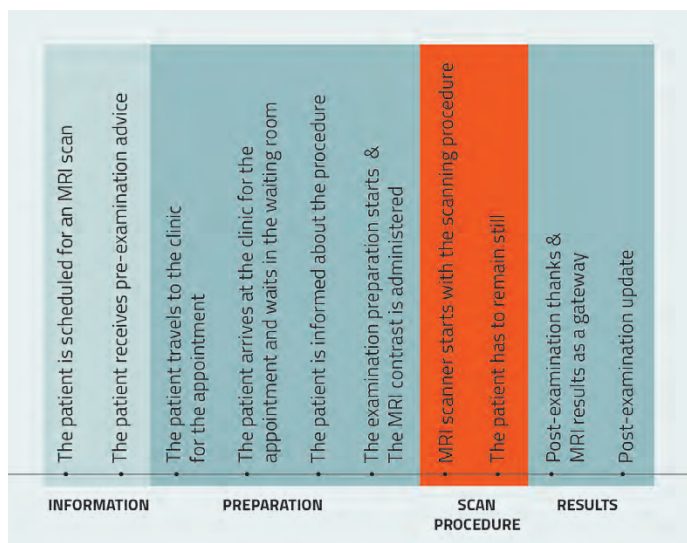 The patient is scheduled for an MRI scan
The patient receives pre-examination advice
The patient travels to the clinic
for the appointment
The patient arrives at the clinic for the
appointment and waits in the waiting room
The patient is informed about the procedure
The examination preparation starts &
The MRI contrast is administered
MRI scanner starts with the scanning procedure
The patient has to remain still
Post-examination thanks &
MRI results as a gateway
Post-examination update
INFORMATION
PREPARATION
SCAN
PROCEDURE
RESULTS